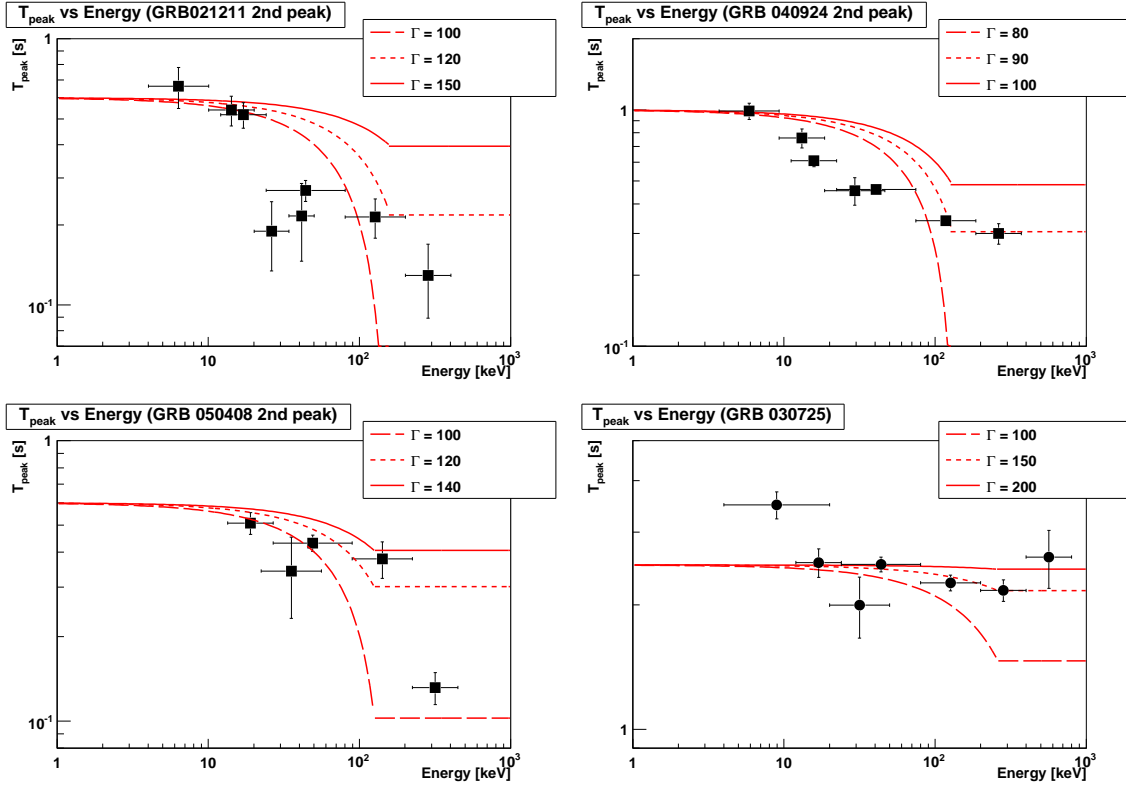 T_peak vs Energy (GRB021211 2nd peak)
T_peak [s]
Γ = 100
Γ = 120
Γ = 150
1
10^-1
1 10 10^2 10^3
Energy [keV]
T_peak vs Energy (GRB 040924 2nd peak)
T_peak [s]
Γ = 80
Γ = 90
Γ = 100
1
10^-1
1 10 10^2 10^3
Energy [keV]
T_peak vs Energy (GRB 050408 2nd peak)
T_peak [s]
Γ = 100
Γ = 120
Γ = 140
1
10^-1
1 10 10^2 10^3
Energy [keV]
T_peak vs Energy (GRB 030725)
T_peak [s]
Γ = 100
Γ = 150
Γ = 200
1
1 10 10^2 10^3
Energy [keV]